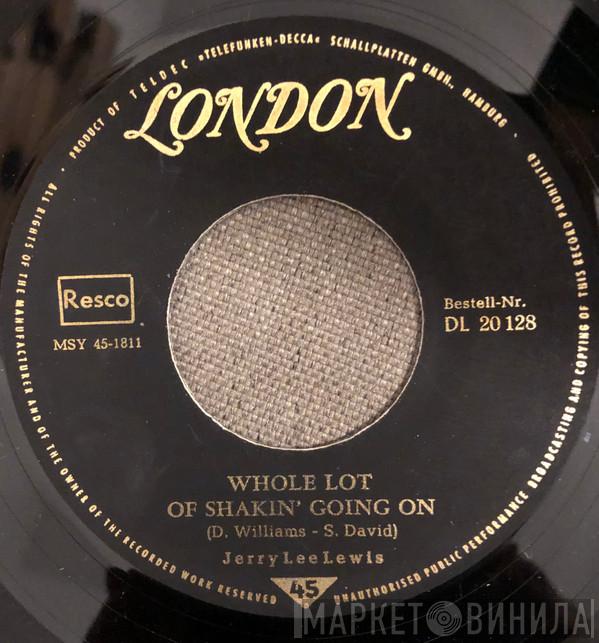 PRODUCT OF TELDEC »TELEFUNKEN-DECCA« SCHALLPLATTEN GMBH., HAMBURG
LONDON
Resco
MSY 45-1811
Bestell-Nr.
DL 20 128
WHOLE LOT
OF SHAKIN' GOING ON
(D. Williams - S. David)
Jerry Lee Lewis
45
ALL RIGHTS OF THE MANUFACTURER AND OF THE OWNER OF THE RECORDED WORK RESERVED
UNAUTHORISED PUBLIC PERFORMANCE BROADCASTING AND COPYING OF THIS RECORD PROHIBITED
МАРКЕТ ВИНИЛА